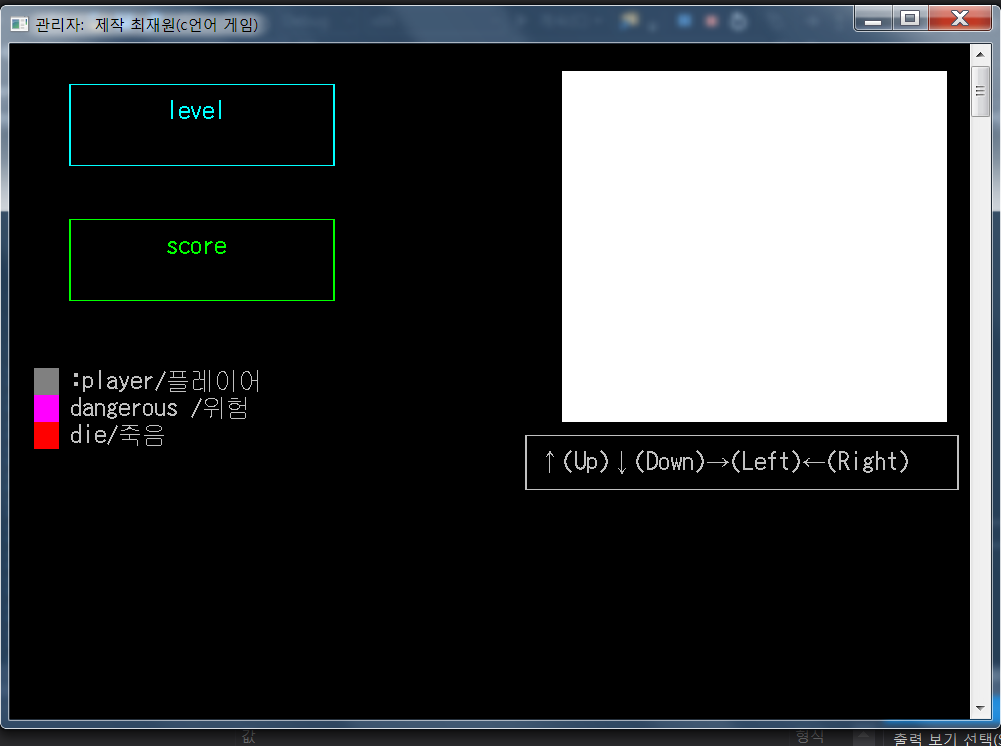 관리자:  제작 최재원(c언어 게임)
level
score
:player/플레이어
dangerous /위험
die/죽음
↑(Up)↓(Down)→(Left)←(Right)
값
형식
출력 보기 선택(S